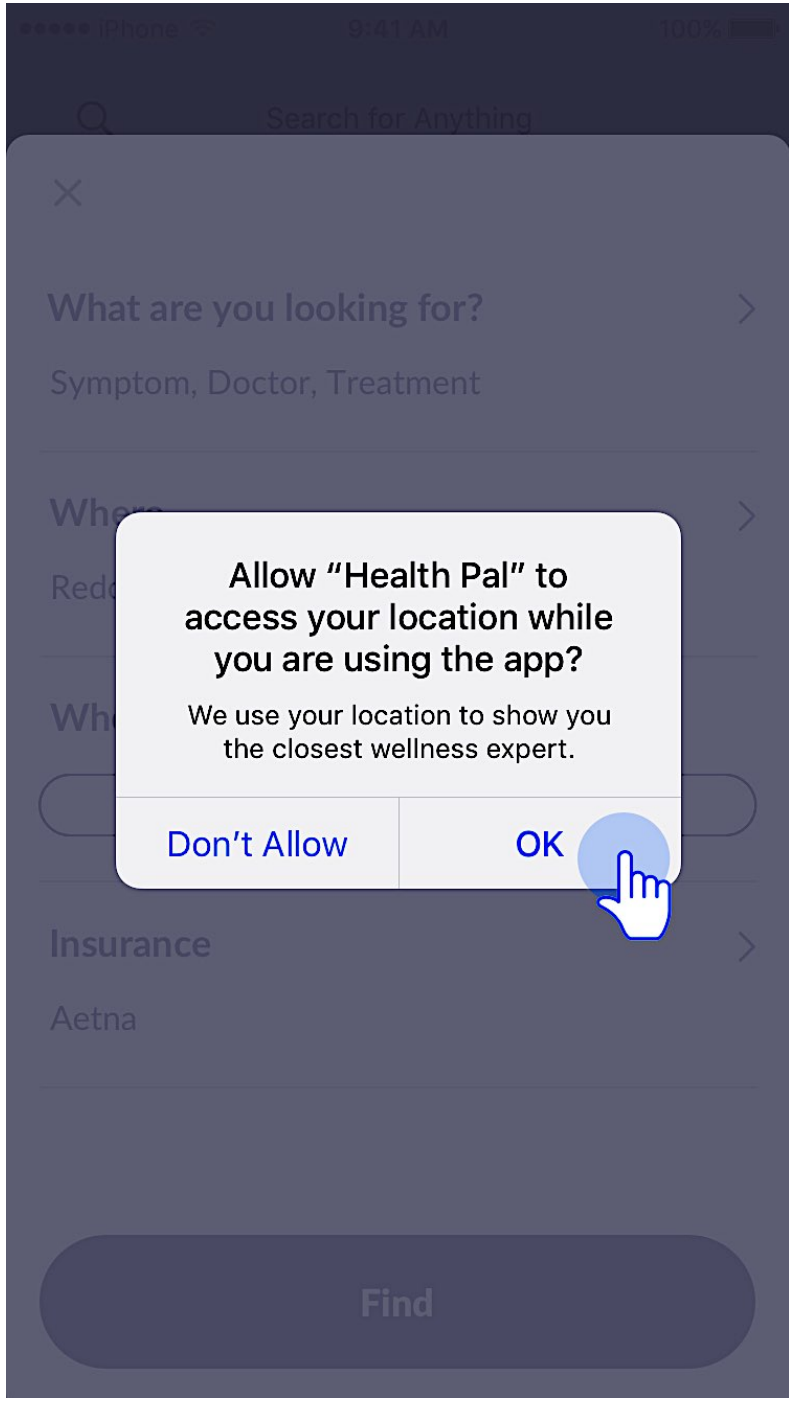 iPhone
9:41 AM
100%
Search for Anything
What are you looking for?
Symptom, Doctor, Treatment
Where
Allow “Health Pal” to
access your location while
you are using the app?
We use your location to show you
the closest wellness expert.
Don’t Allow
OK
Insurance
Aetna
Find